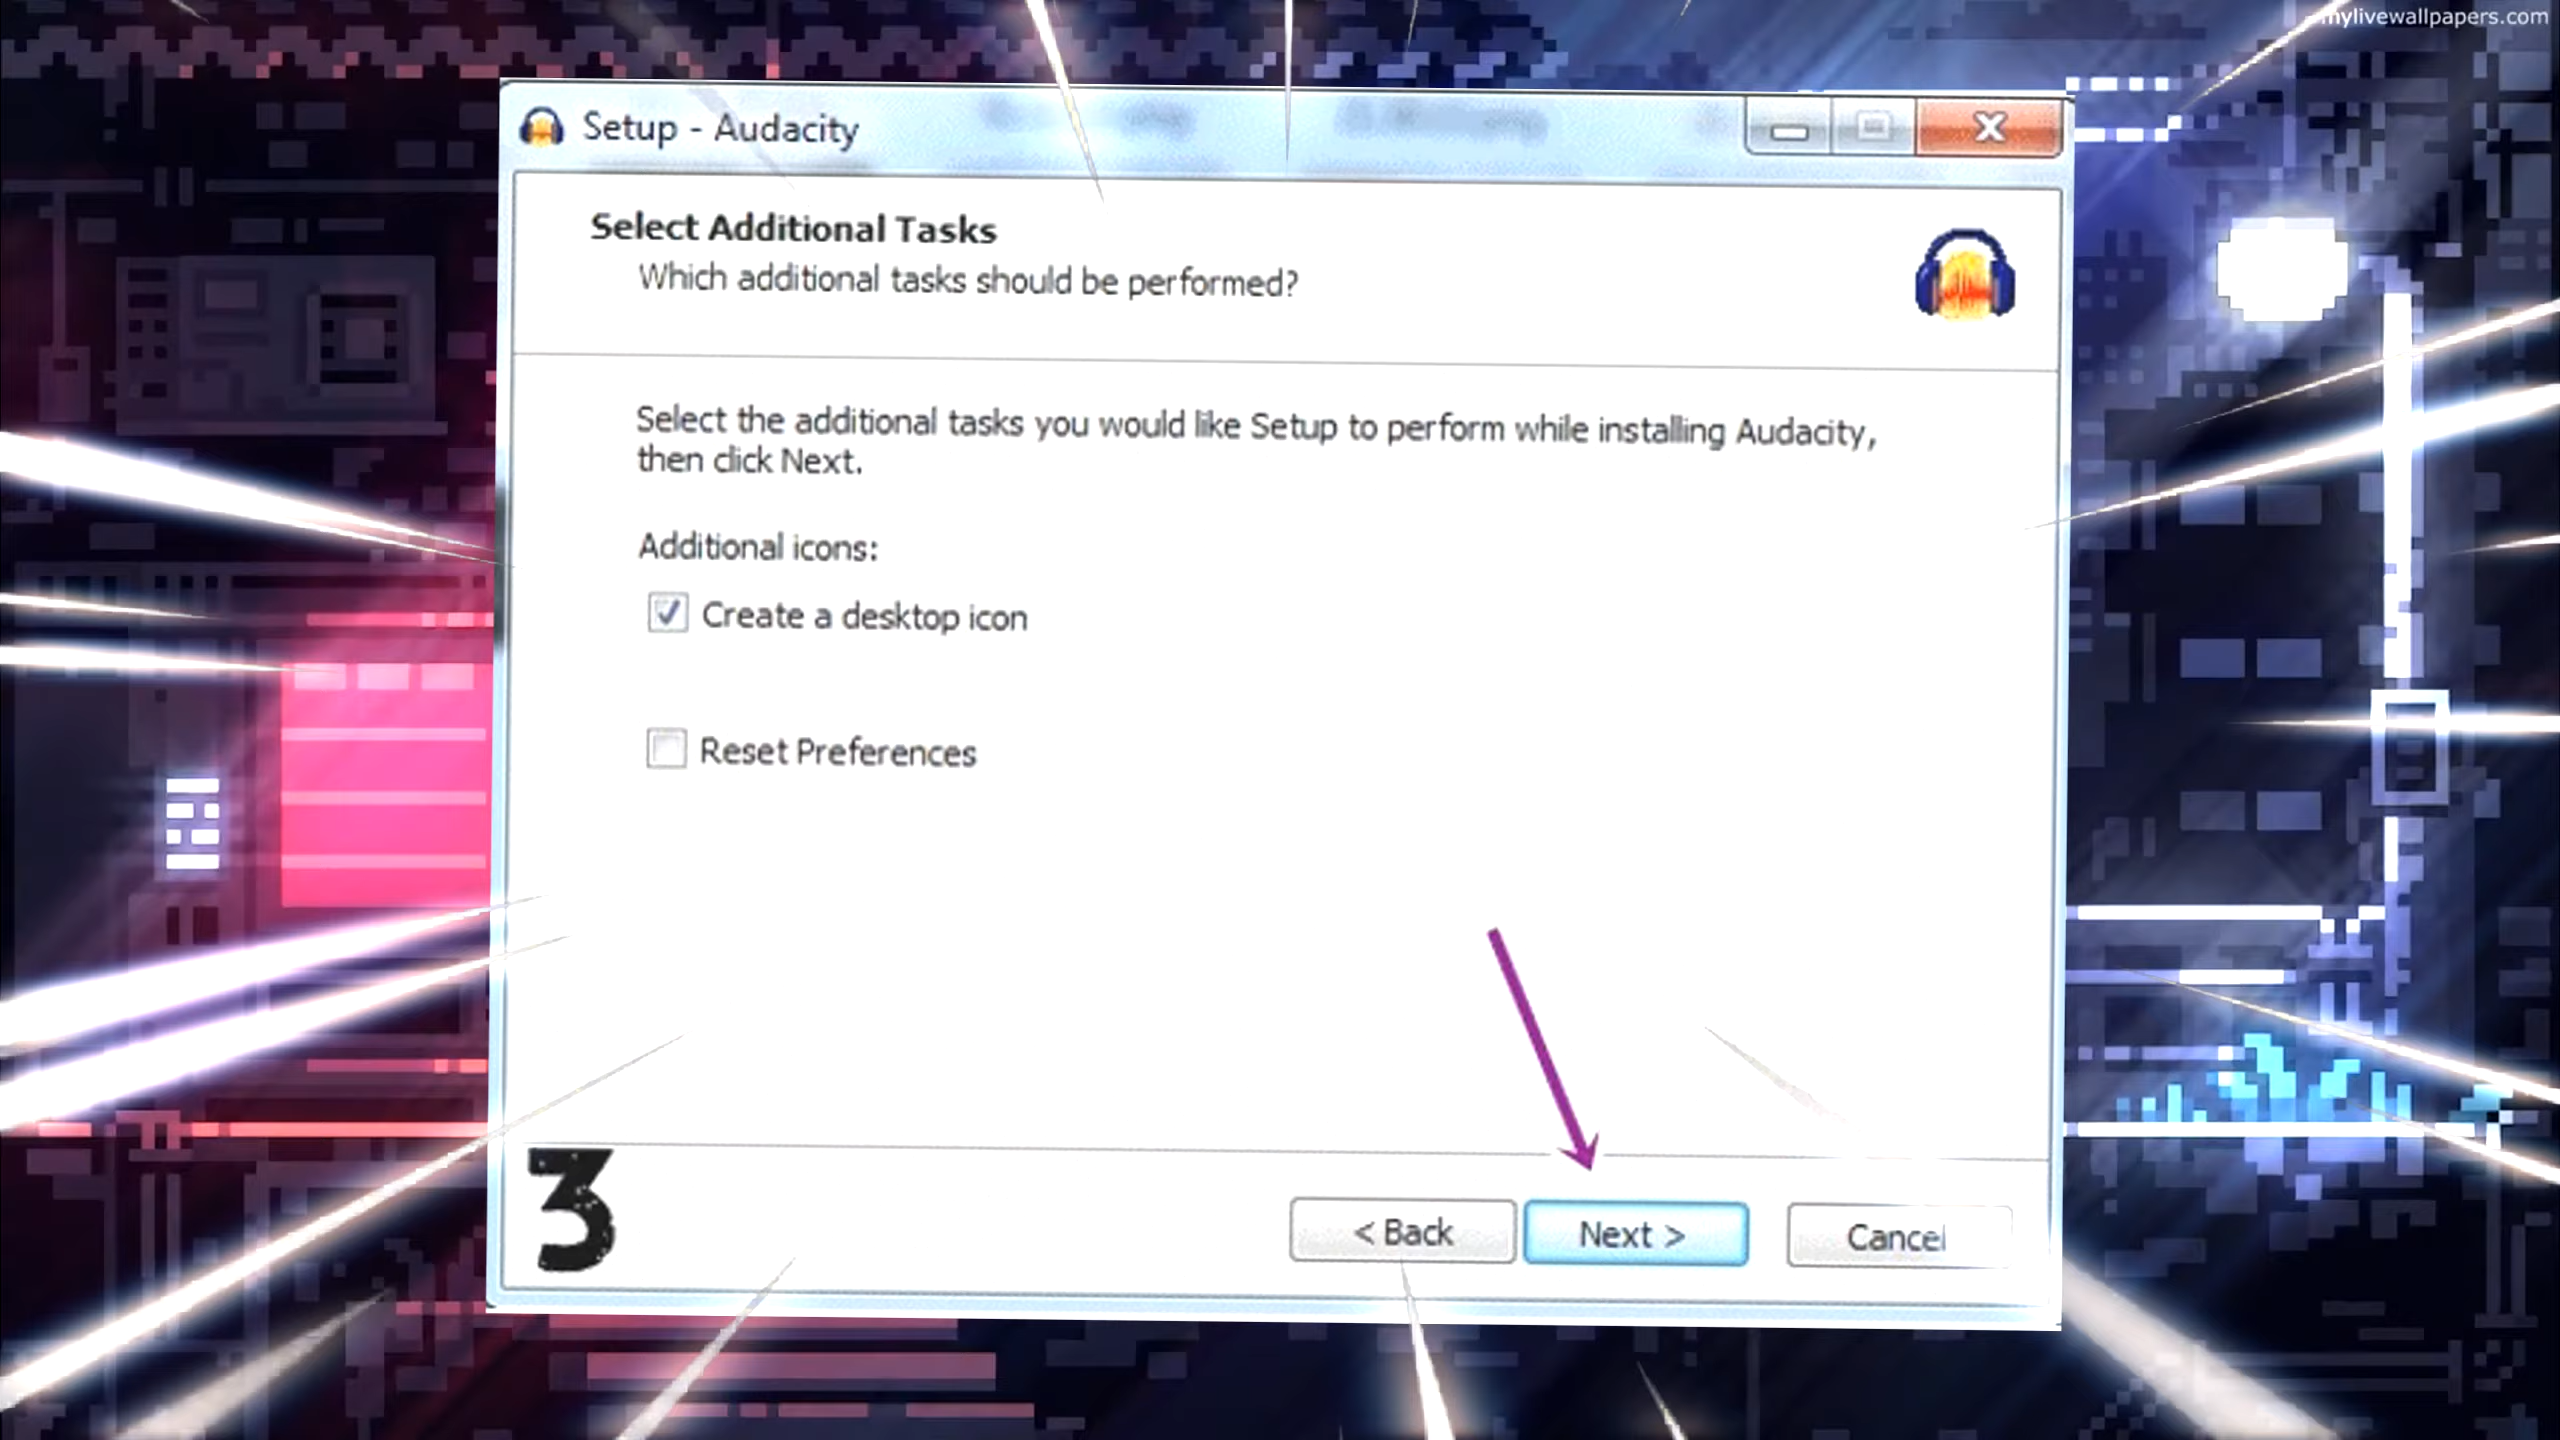 mylivewallpapers.com
Setup - Audacity
Select Additional Tasks
Which additional tasks should be performed?
Select the additional tasks you would like Setup to perform while installing Audacity,
then click Next.
Additional icons:
Create a desktop icon
Reset Preferences
3
< Back
Next >
Cancel